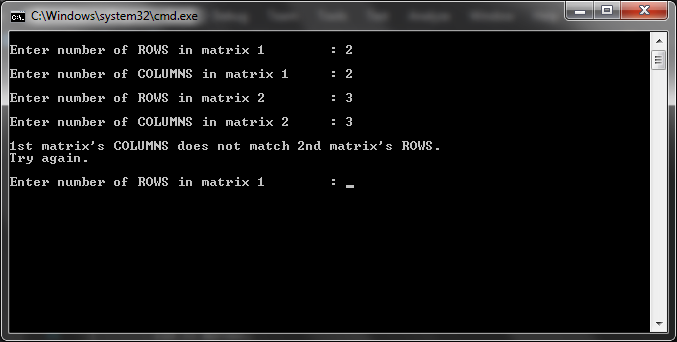 C:\Windows\system32\cmd.exe
Enter number of ROWS in matrix 1 : 2
Enter number of COLUMNS in matrix 1 : 2
Enter number of ROWS in matrix 2 : 3
Enter number of COLUMNS in matrix 2 : 3
1st matrix's COLUMNS does not match 2nd matrix's ROWS.
Try again.
Enter number of ROWS in matrix 1 : _